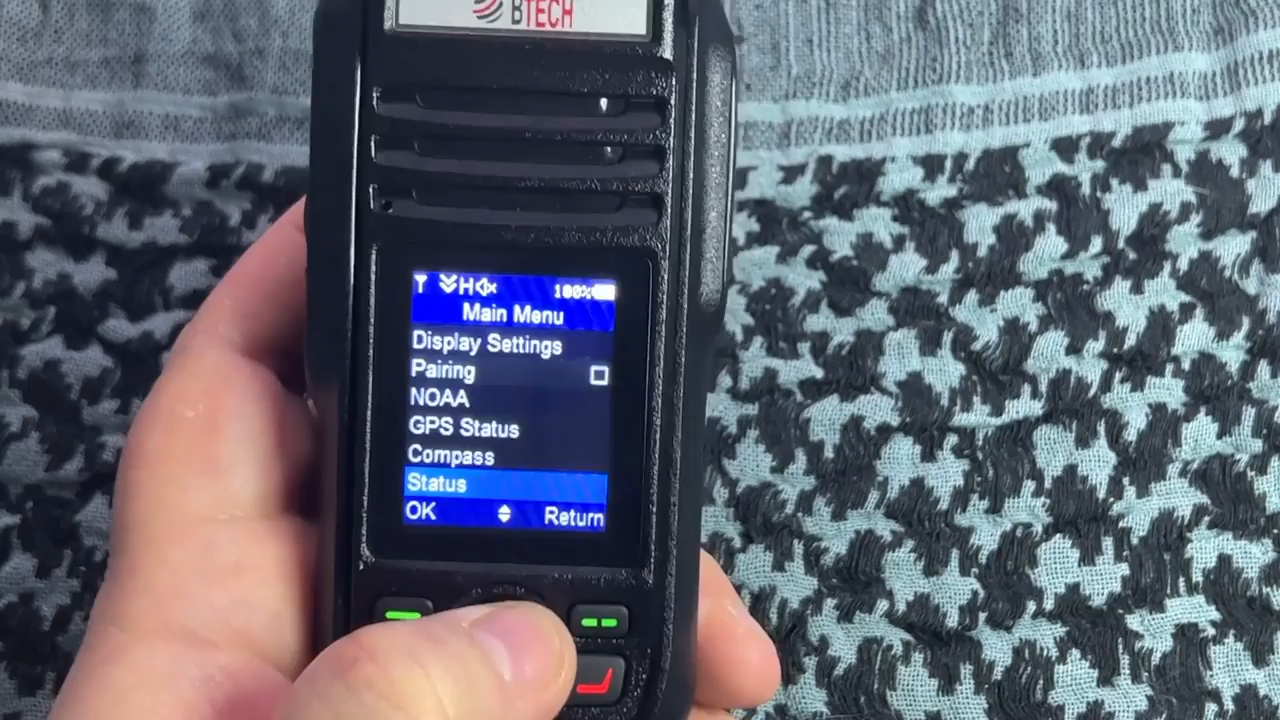 BTECH
H 100%
Main Menu
Display Settings
Pairing
NOAA
GPS Status
Compass
Status
OK Return